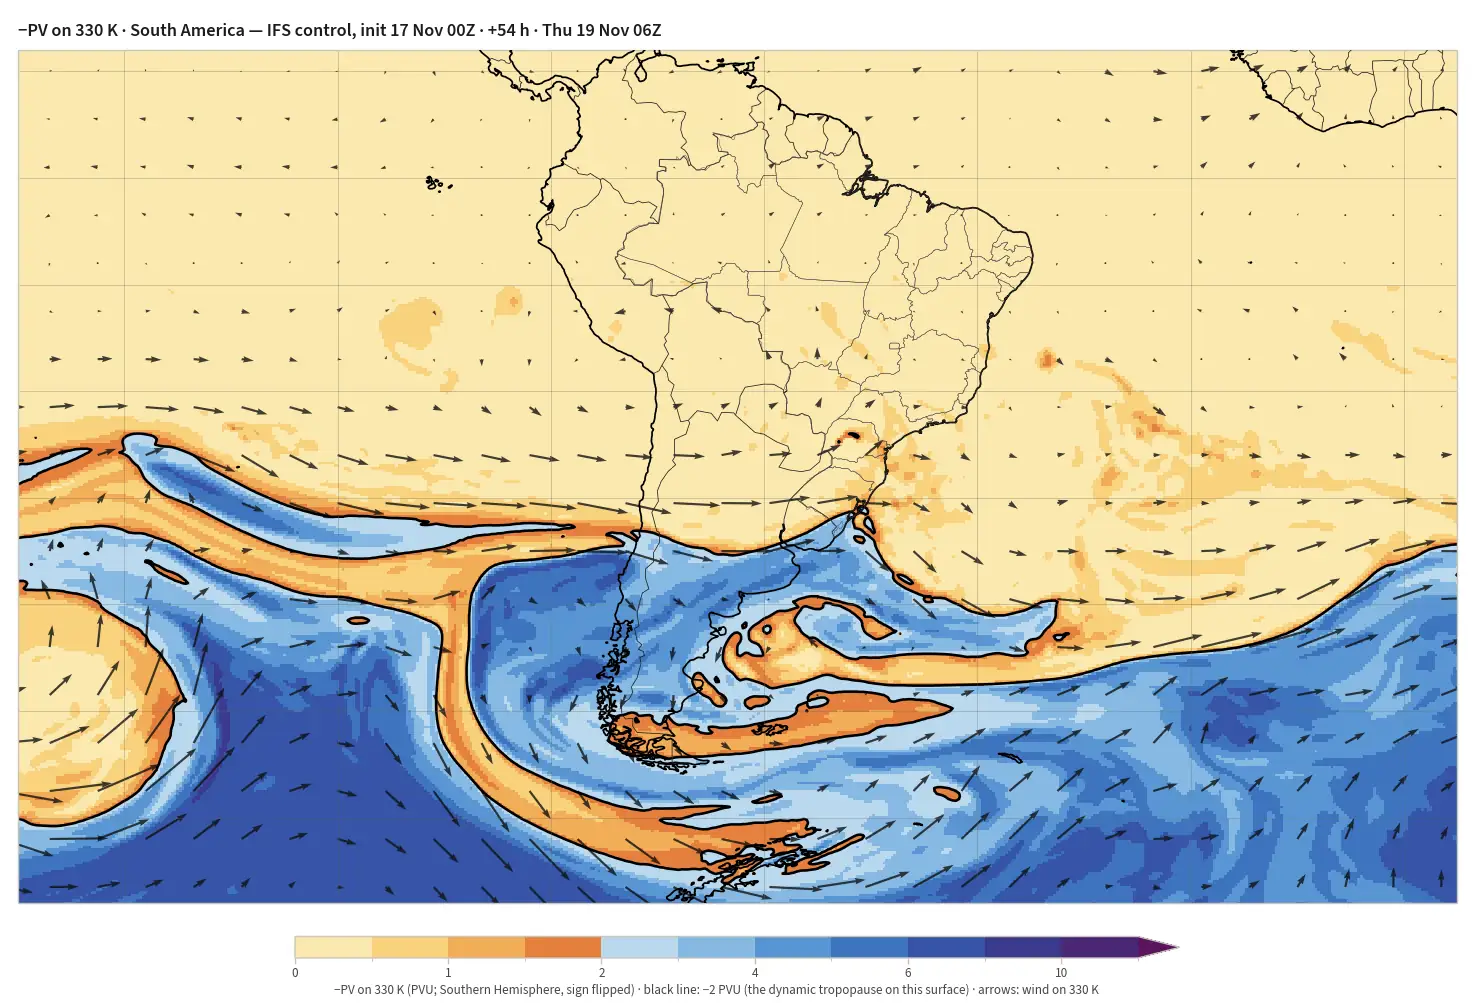 −PV on 330 K · South America — IFS control, init 17 Nov 00Z · +54 h · Thu 19 Nov 06Z
0 1 2 4 6 10
−PV on 330 K (PVU; Southern Hemisphere, sign flipped) · black line: −2 PVU (the dynamic tropopause on this surface) · arrows: wind on 330 K